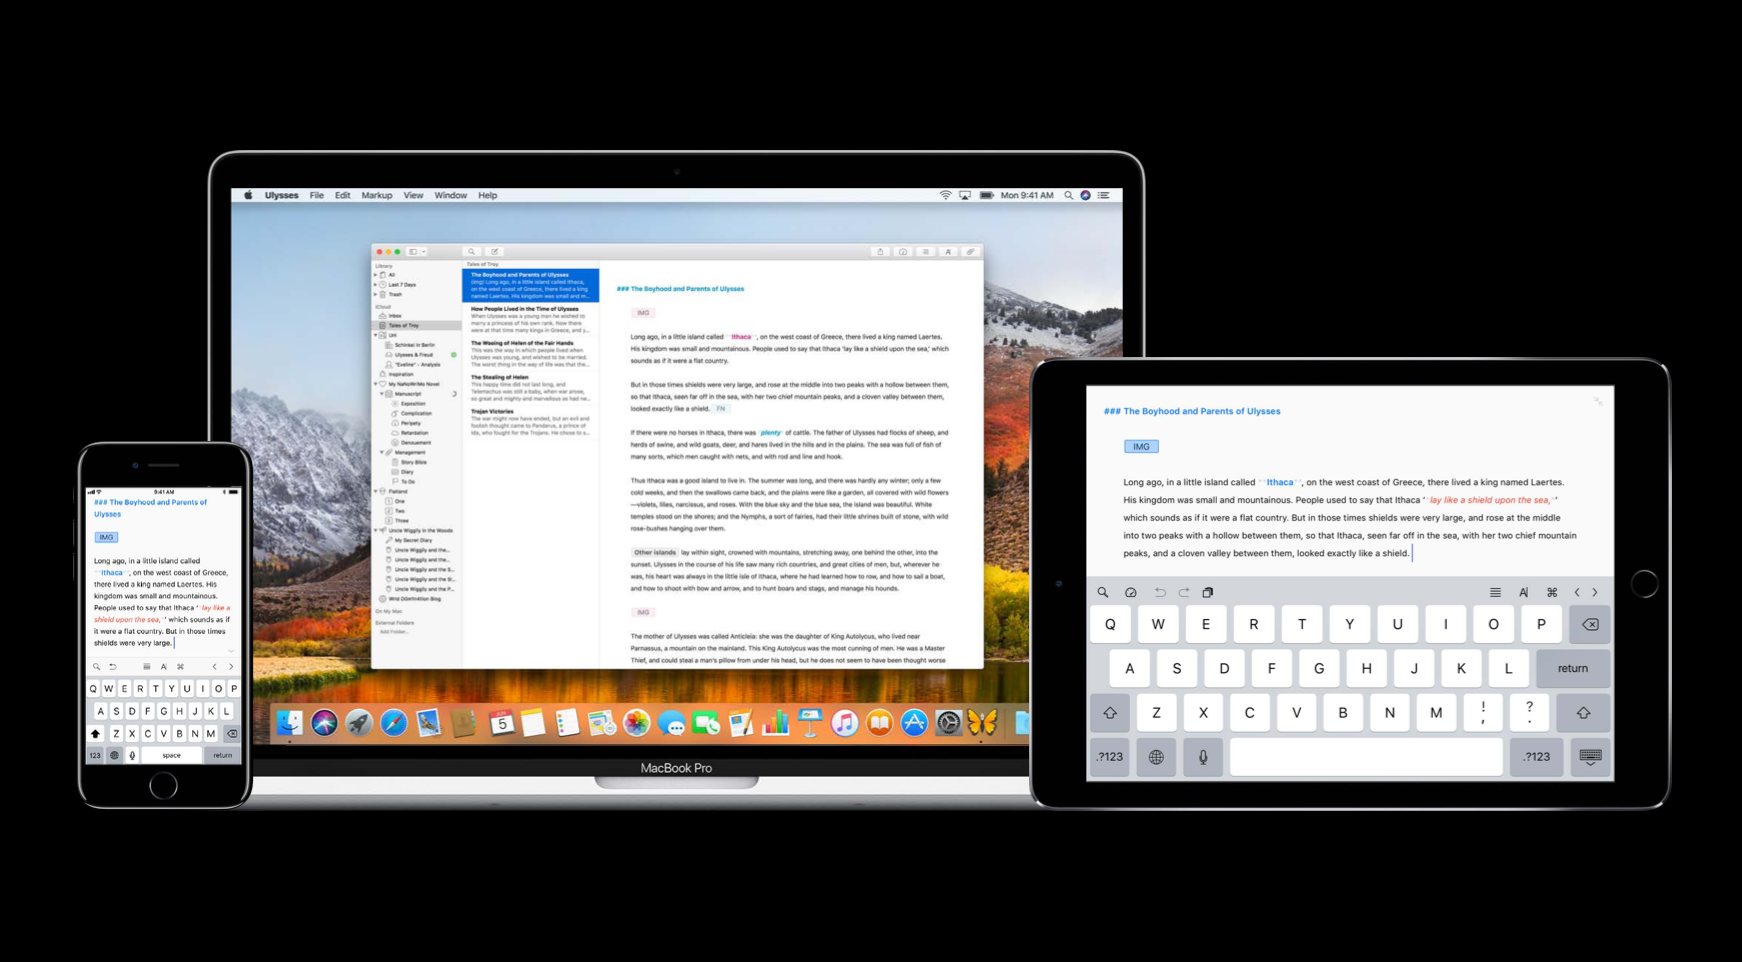 Ulysses File Edit Markup View Window Help
Mon 9:41 AM
Library
All
Last 7 Days
Trash
iCloud
Inbox
Tales of Troy
Uni
Schinkel in Berlin
Ulysses & Freud
"Eveline" - Analysis
Inspiration
My NaNoWriMo Novel
Manuscript
Exposition
Complication
Peripety
Retardation
Denouement
Management
Story Bible
Diary
To Do
Flatland
One
Two
Three
Uncle Wiggily in the Woods
My Secret Diary
Uncle Wiggily and the...
Uncle Wiggily and the...
Uncle Wiggily and the S...
Uncle Wiggily and the Sl...
Uncle Wiggily and the P...
Wrld D0m1n4tion Blog
On My Mac
External Folders
Add Folder...
Tales of Troy
The Boyhood and Parents of Ulysses
(img) Long ago, in a little island called Ithaca,
on the west coast of Greece, there lived a king
named Laertes. His kingdom was small and m...
How People Lived in the Time of Ulysses
When Ulysses was a young man he wished to
marry a princess of his own rank. Now there
were at that time many kings in Greece, and y...
The Wooing of Helen of the Fair Hands
This was the way in which people lived when
Ulysses was young, and wished to be married.
The worst thing in the way of life was that the...
The Stealing of Helen
This happy time did not last long, and
Telemachus was still a baby, when war arose,
so great and mighty and marvellous as had ne...
Trojan Victories
The war might now have ended, but an evil and
foolish thought came to Pandarus, a prince of
Ida, who fought for the Trojans. He chose to s...
### The Boyhood and Parents of Ulysses
IMG
Long ago, in a little island called Ithaca, on the west coast of Greece, there lived a king named Laertes.
His kingdom was small and mountainous. People used to say that Ithaca 'lay like a shield upon the sea,' which
sounds as if it were a flat country.
But in those times shields were very large, and rose at the middle into two peaks with a hollow between them,
so that Ithaca, seen far off in the sea, with her two chief mountain peaks, and a cloven valley between them,
looked exactly like a shield. FN
If there were no horses in Ithaca, there was plenty of cattle. The father of Ulysses had flocks of sheep, and
herds of swine, and wild goats, deer, and hares lived in the hills and in the plains. The sea was full of fish of
many sorts, which men caught with nets, and with rod and line and hook.
Thus Ithaca was a good island to live in. The summer was long, and there was hardly any winter; only a few
cold weeks, and then the swallows came back, and the plains were like a garden, all covered with wild flowers
—violets, lilies, narcissus, and roses. With the blue sky and the blue sea, the island was beautiful. White
temples stood on the shores; and the Nymphs, a sort of fairies, had their little shrines built of stone, with wild
rose-bushes hanging over them.
Other islands lay within sight, crowned with mountains, stretching away, one behind the other, into the
sunset. Ulysses in the course of his life saw many rich countries, and great cities of men, but, wherever he
was, his heart was always in the little isle of Ithaca, where he had learned how to row, and how to sail a boat,
and how to shoot with bow and arrow, and to hunt boars and stags, and manage his hounds.
IMG
The mother of Ulysses was called Anticleia: she was the daughter of King Autolycus, who lived near
Parnassus, a mountain on the mainland. This King Autolycus was the most cunning of men. He was a Master
Thief, and could steal a man's pillow from under his head, but he does not seem to have been thought worse
5
MacBook Pro
9:41 AM
### The Boyhood and Parents of
Ulysses
IMG
Long ago, in a little island called
Ithaca, on the west coast of Greece,
there lived a king named Laertes. His
kingdom was small and mountainous.
People used to say that Ithaca 'lay like a
shield upon the sea,' which sounds as if
it were a flat country. But in those times
shields were very large.
A
Q W E R T Y U I O P
A S D F G H J K L
Z X C V B N M
123 space return
### The Boyhood and Parents of Ulysses
IMG
Long ago, in a little island called Ithaca, on the west coast of Greece, there lived a king named Laertes.
His kingdom was small and mountainous. People used to say that Ithaca 'lay like a shield upon the sea,'
which sounds as if it were a flat country. But in those times shields were very large, and rose at the middle
into two peaks with a hollow between them, so that Ithaca, seen far off in the sea, with her two chief mountain
peaks, and a cloven valley between them, looked exactly like a shield.
A
Q W E R T Y U I O P
A S D F G H J K L return
Z X C V B N M ! , ? .
.?123 .?123